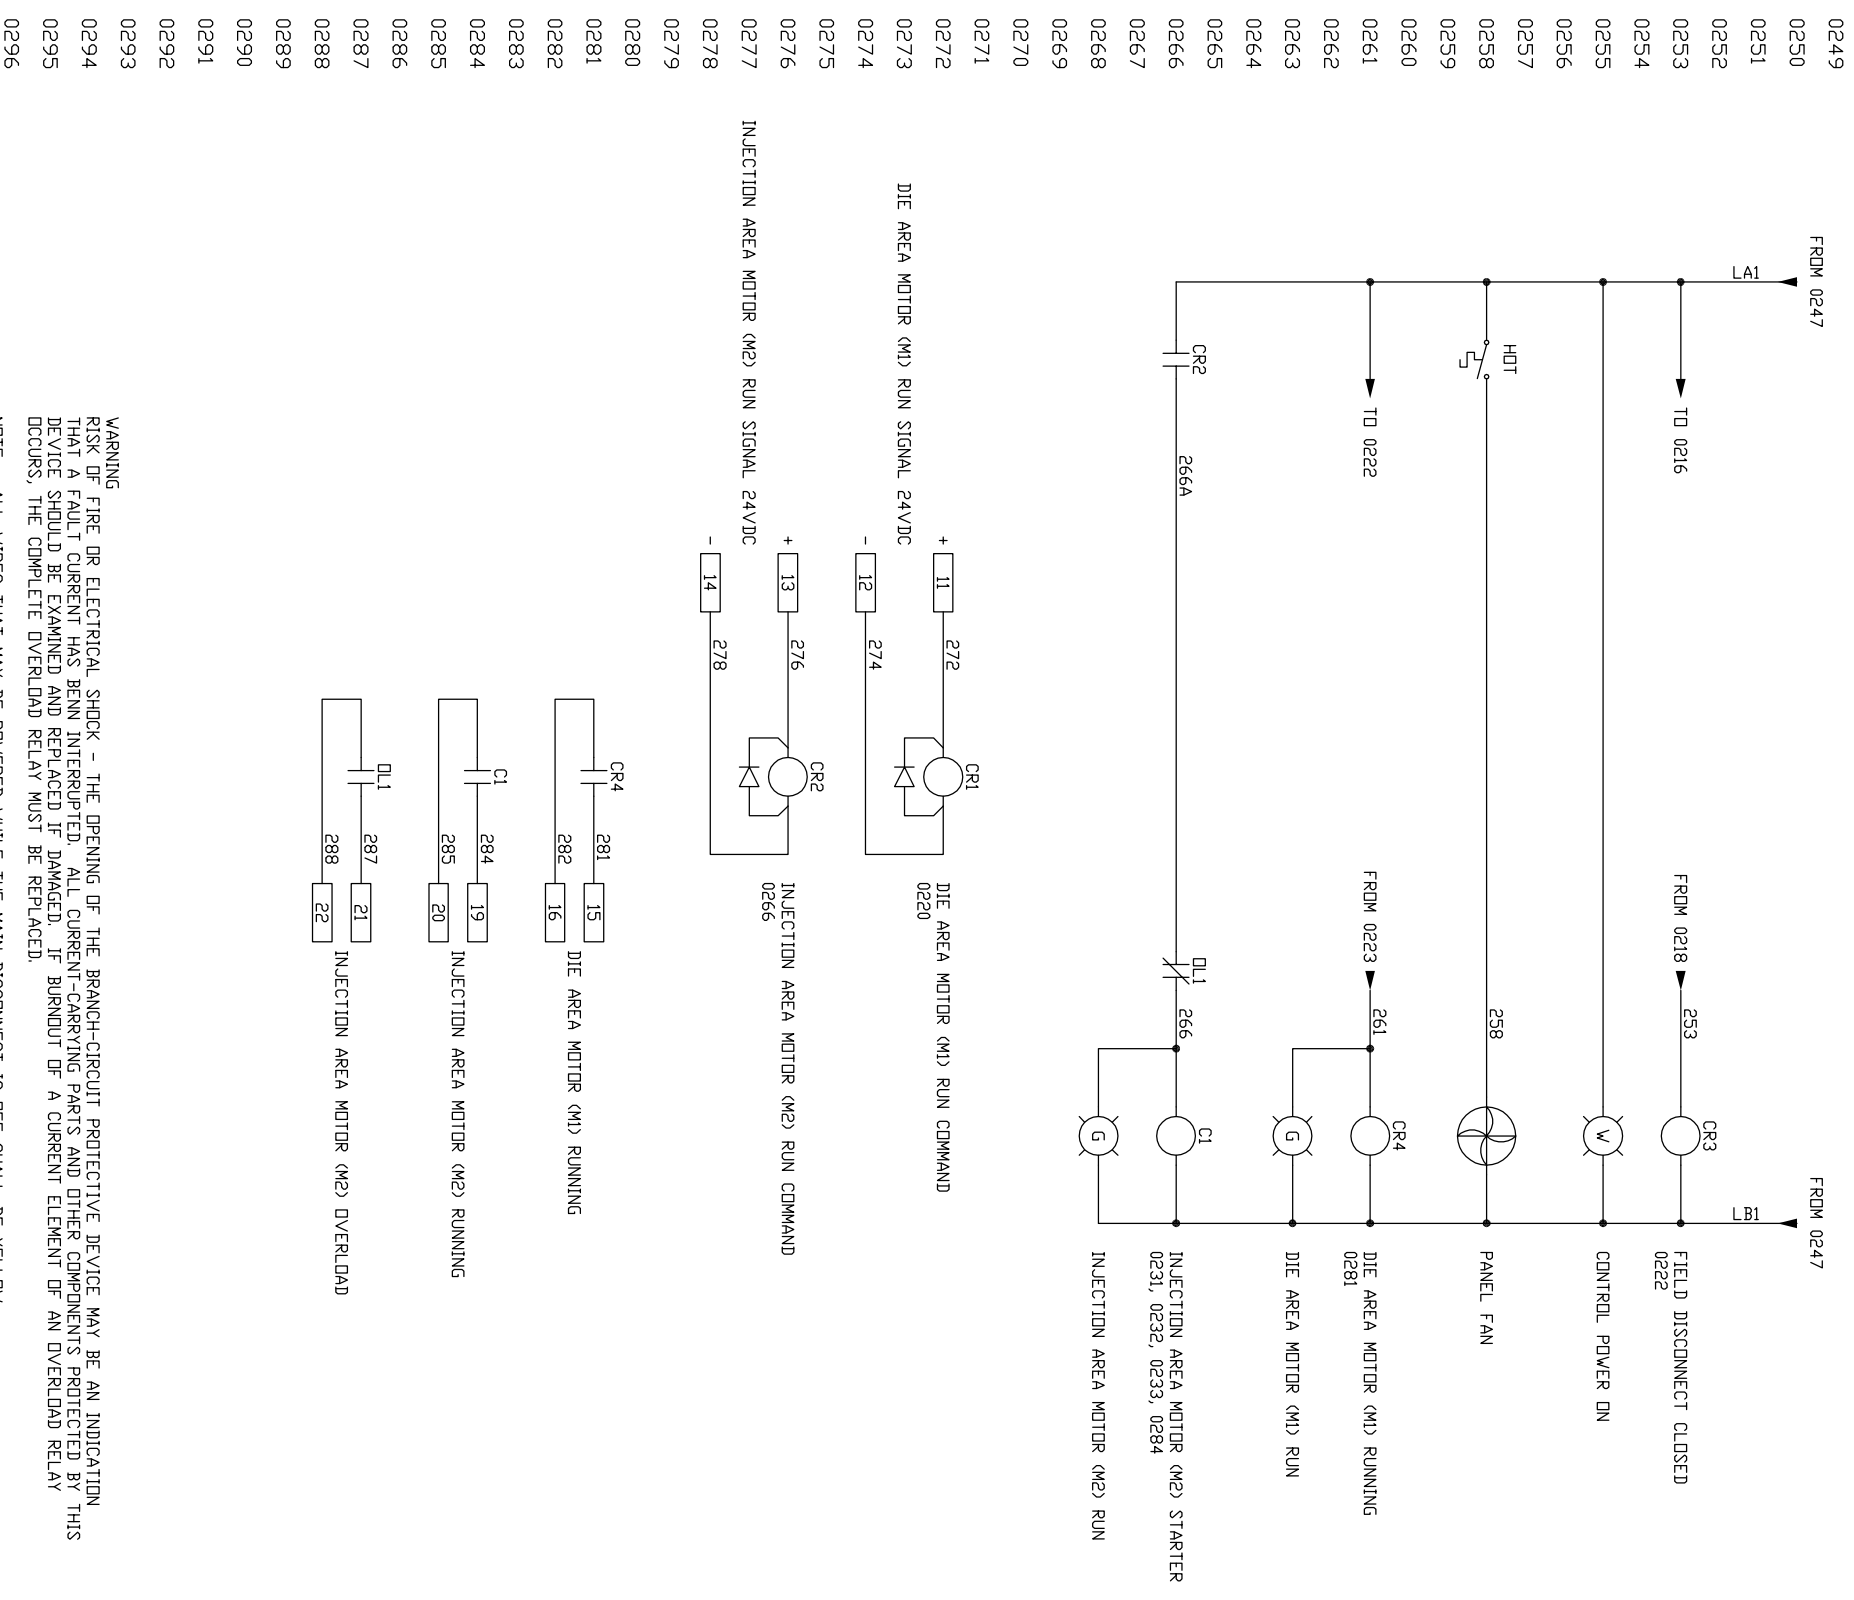 0249
0250
0251
0252
0253
0254
0255
0256
0257
0258
0259
0260
0261
0262
0263
0264
0265
0266
0267
0268
0269
0270
0271
0272
0273
0274
0275
0276
0277
0278
0279
0280
0281
0282
0283
0284
0285
0286
0287
0288
0289
0290
0291
0292
0293
0294
0295
0296
FROM 0247
FROM 0247
LA1
LB1
TO 0216
FROM 0218
253
CR3
FIELD DISCONNECT CLOSED
0222
W
CONTROL POWER ON
HOT
258
PANEL FAN
TO 0222
FROM 0223
261
CR4
DIE AREA MOTOR (M1) RUNNING
0281
G
DIE AREA MOTOR (M1) RUN
CR2
266A
OL1
266
C1
INJECTION AREA MOTOR (M2) STARTER
0231, 0232, 0233, 0284
G
INJECTION AREA MOTOR (M2) RUN
+
11
272
CR1
DIE AREA MOTOR (M1) RUN COMMAND
0220
DIE AREA MOTOR (M1) RUN SIGNAL 24VDC
-
12
274
+
13
276
CR2
INJECTION AREA MOTOR (M2) RUN COMMAND
0266
INJECTION AREA MOTOR (M2) RUN SIGNAL 24VDC
-
14
278
CR4
281
15
DIE AREA MOTOR (M1) RUNNING
282
16
C1
284
19
INJECTION AREA MOTOR (M2) RUNNING
285
20
OL1
287
21
INJECTION AREA MOTOR (M2) OVERLOAD
288
22
WARNING
RISK OF FIRE OR ELECTRICAL SHOCK - THE OPENING OF THE BRANCH-CIRCUIT PROTECTIVE DEVICE MAY BE AN INDICATION
THAT A FAULT CURRENT HAS BENN INTERRUPTED. ALL CURRENT-CARRYING PARTS AND OTHER COMPONENTS PROTECTED BY THIS
DEVICE SHOULD BE EXAMINED AND REPLACED IF DAMAGED. IF BURNOUT OF A CURRENT ELEMENT OF AN OVERLOAD RELAY
OCCURS, THE COMPLETE OVERLOAD RELAY MUST BE REPLACED.